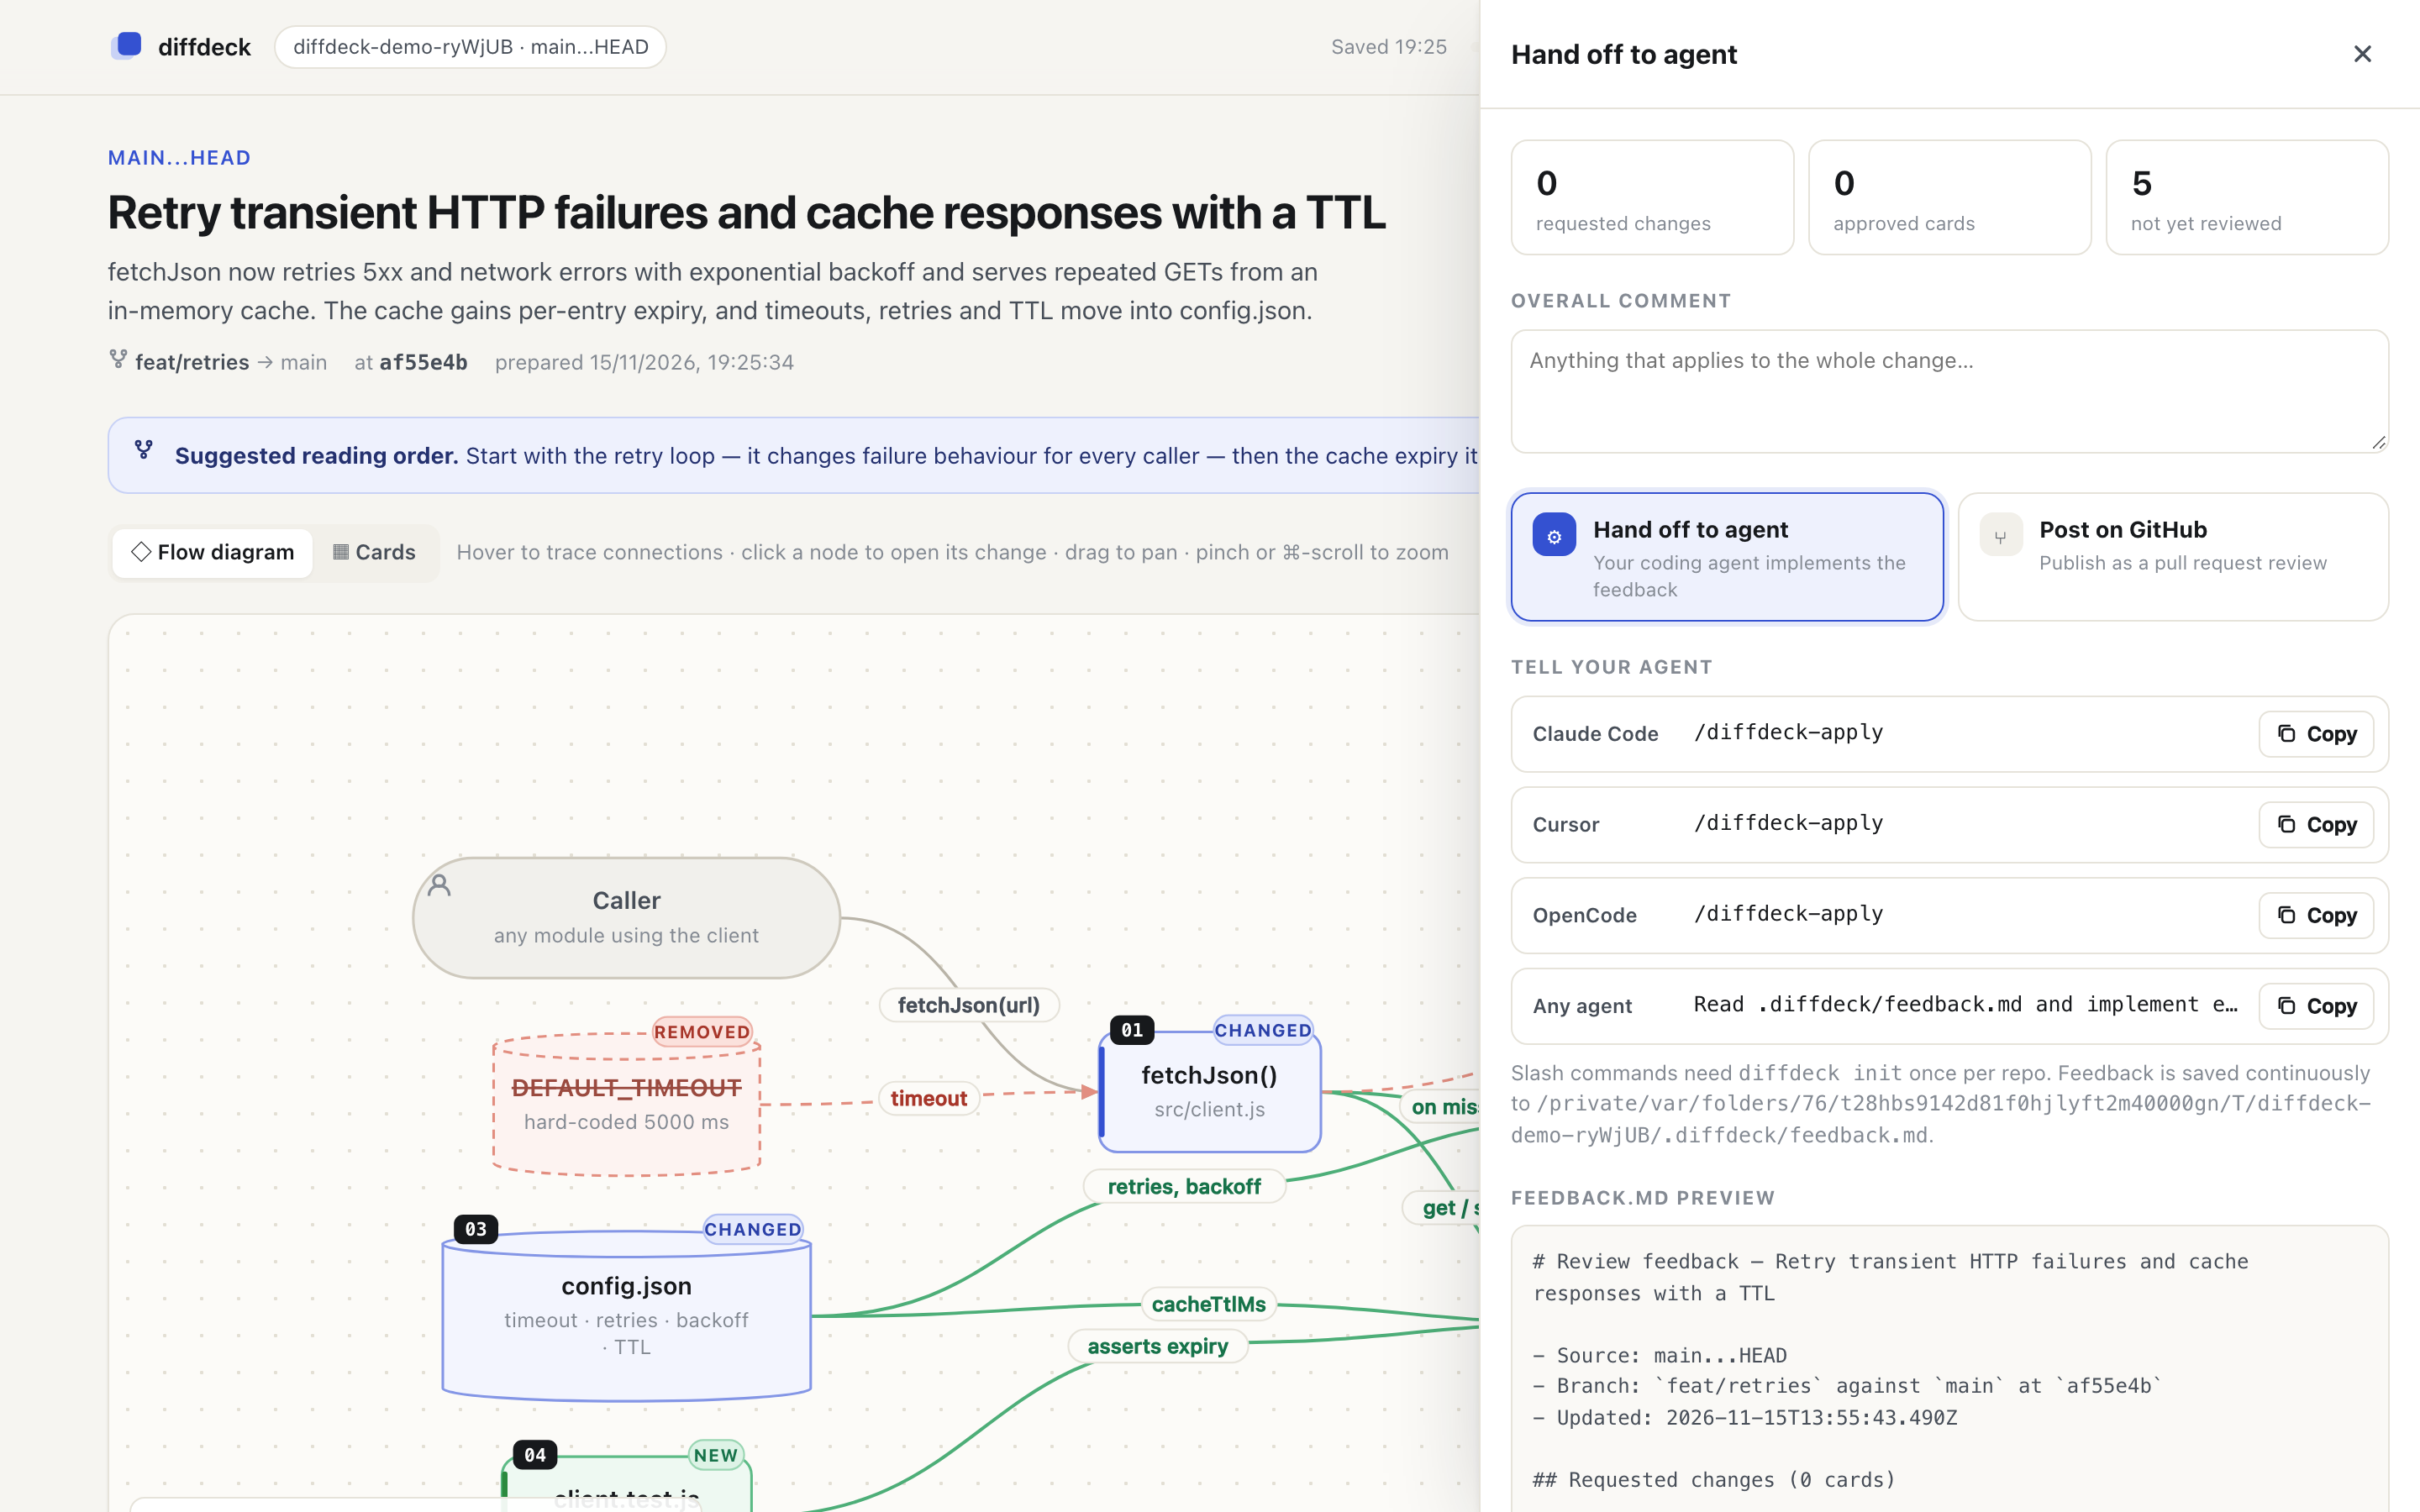 diffdeck
diffdeck-demo-ryWjUB · main...HEAD
Saved 19:25
MAIN...HEAD
Retry transient HTTP failures and cache responses with a TTL
fetchJson now retries 5xx and network errors with exponential backoff and serves repeated GETs from an
in-memory cache. The cache gains per-entry expiry, and timeouts, retries and TTL move into config.json.
feat/retries → main at af55e4b prepared 15/11/2026, 19:25:34
Suggested reading order. Start with the retry loop — it changes failure behaviour for every caller — then the cache expiry it
Flow diagram
Cards
Hover to trace connections · click a node to open its change · drag to pan · pinch or ⌘-scroll to zoom
Caller
any module using the client
fetchJson(url)
REMOVED
DEFAULT_TIMEOUT
hard-coded 5000 ms
timeout
01
CHANGED
fetchJson()
src/client.js
on mis
retries, backoff
get / s
03
CHANGED
config.json
timeout · retries · backoff
· TTL
cacheTtlMs
asserts expiry
04
NEW
client.test.js
Hand off to agent
0
requested changes
0
approved cards
5
not yet reviewed
OVERALL COMMENT
Anything that applies to the whole change...
Hand off to agent
Your coding agent implements the
feedback
Post on GitHub
Publish as a pull request review
TELL YOUR AGENT
Claude Code /diffdeck-apply Copy
Cursor /diffdeck-apply Copy
OpenCode /diffdeck-apply Copy
Any agent Read .diffdeck/feedback.md and implement e… Copy
Slash commands need diffdeck init once per repo. Feedback is saved continuously
to /private/var/folders/76/t28hbs9142d81f0hjlyft2m40000gn/T/diffdeck-
demo-ryWjUB/.diffdeck/feedback.md.
FEEDBACK.MD PREVIEW
# Review feedback — Retry transient HTTP failures and cache
responses with a TTL
- Source: main...HEAD
- Branch: `feat/retries` against `main` at `af55e4b`
- Updated: 2026-11-15T13:55:43.490Z
## Requested changes (0 cards)